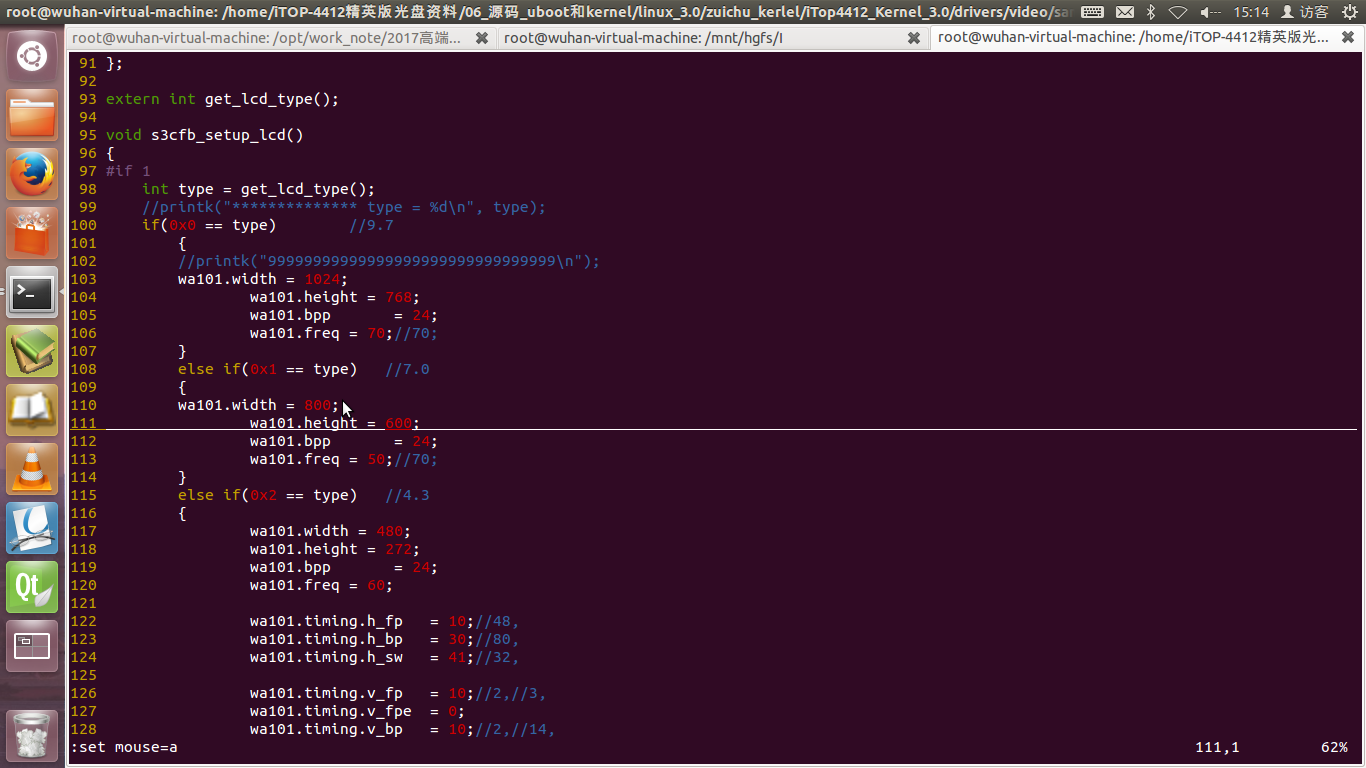 root@wuhan-virtual-machine: /home/iTOP-4412精英版光盘资料/06_源码_uboot和kernel/linux_3.0/zuichu_kerlel/iTop4412_Kernel_3.0/drivers/video/sa
15:14 访客
root@wuhan-virtual-machine: /opt/work_note/2017高端...
root@wuhan-virtual-machine: /mnt/hgfs/I
root@wuhan-virtual-machine: /home/iTOP-4412精英版光...
91 };
92
93 extern int get_lcd_type();
94
95 void s3cfb_setup_lcd()
96 {
97 #if 1
98     int type = get_lcd_type();
99     //printk("************** type = %d\n", type);
100     if(0x0 == type)        //9.7
101         {
102         //printk("99999999999999999999999999999999\n");
103         wa101.width = 1024;
104                 wa101.height = 768;
105                 wa101.bpp       = 24;
106                 wa101.freq = 70;//70;
107         }
108         else if(0x1 == type)   //7.0
109         {
110         wa101.width = 800;
111                 wa101.height = 600;
112                 wa101.bpp       = 24;
113                 wa101.freq = 50;//70;
114         }
115         else if(0x2 == type)   //4.3
116         {
117                 wa101.width = 480;
118                 wa101.height = 272;
119                 wa101.bpp       = 24;
120                 wa101.freq = 60;
121
122                 wa101.timing.h_fp   = 10;//48,
123                 wa101.timing.h_bp   = 30;//80,
124                 wa101.timing.h_sw   = 41;//32,
125
126                 wa101.timing.v_fp   = 10;//2,//3,
127                 wa101.timing.v_fpe  = 0;
128                 wa101.timing.v_bp   = 10;//2,//14,
:set mouse=a 111,1 62%
Qt